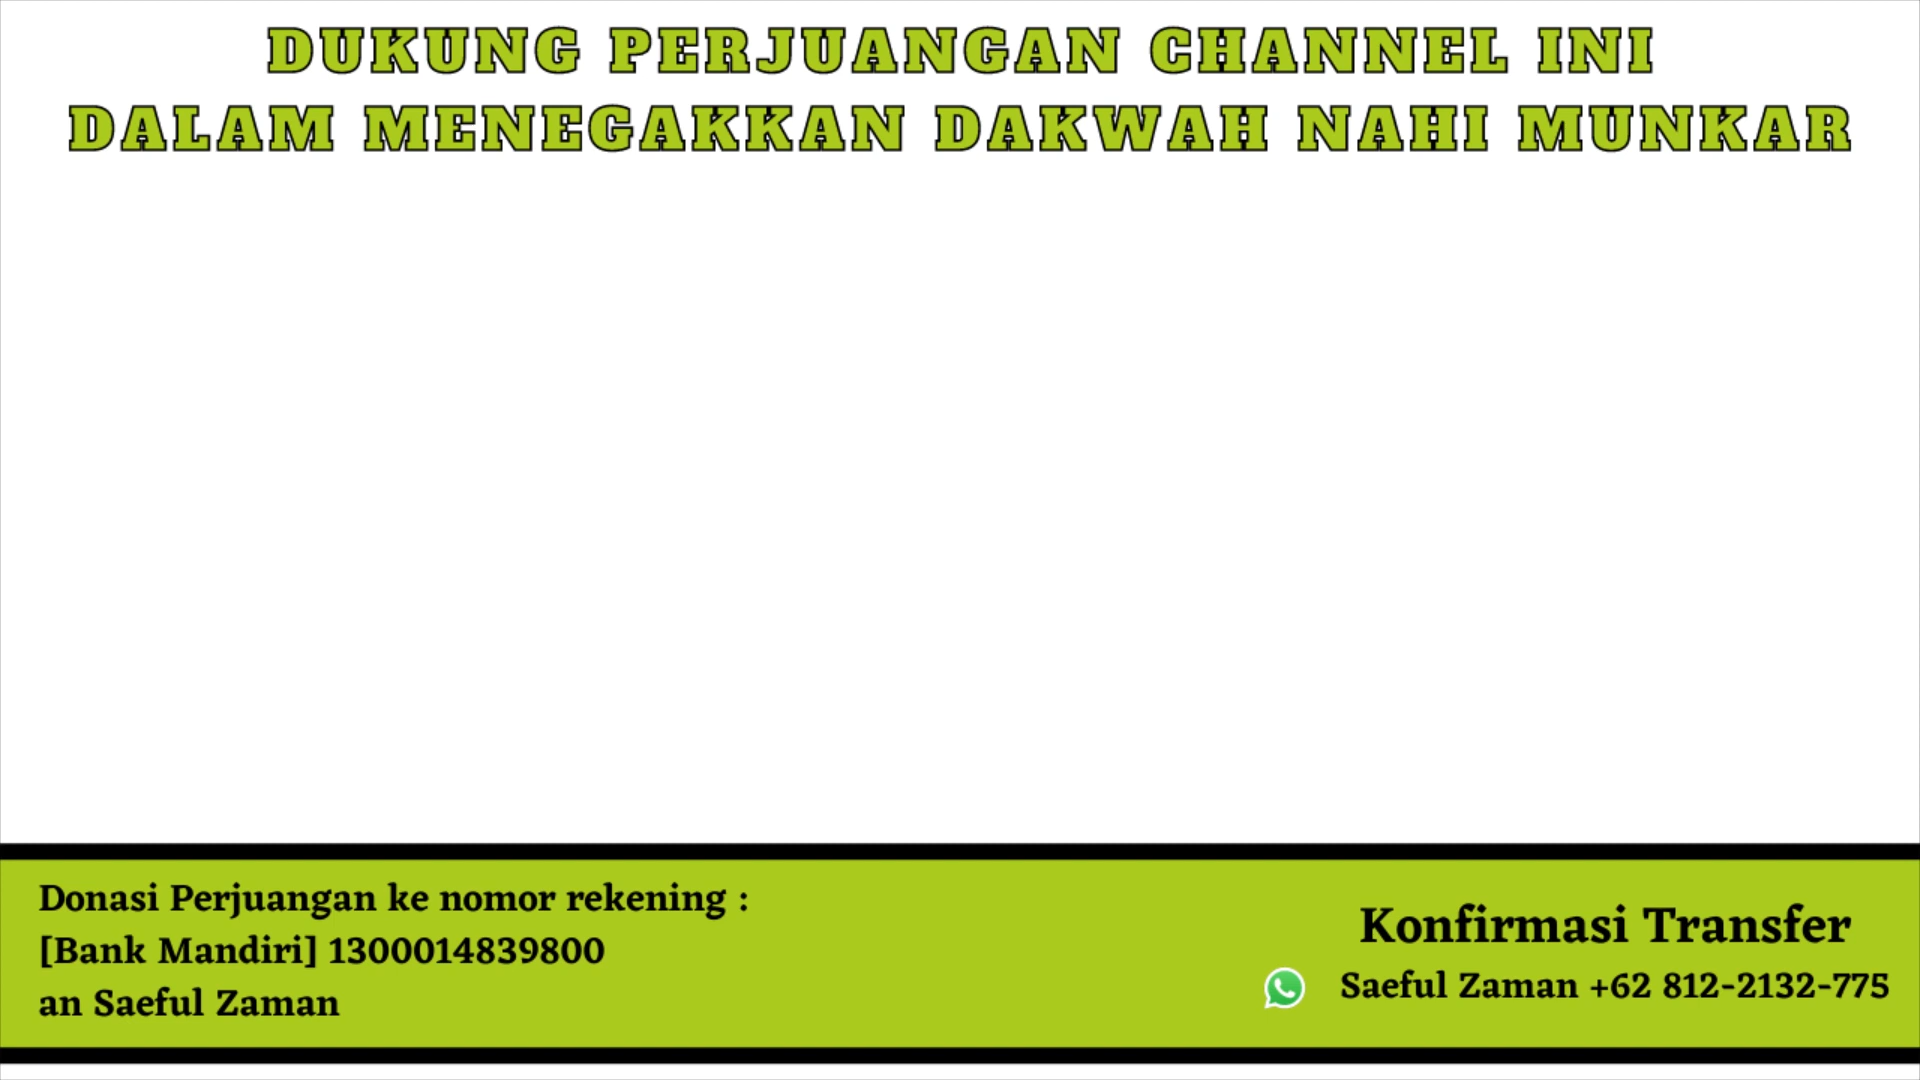 DUKUNG PERJUANGAN CHANNEL INI
DALAM MENEGAKKAN DAKWAH NAHI MUNKAR
Donasi Perjuangan ke nomor rekening :
[Bank Mandiri] 1300014839800
an Saeful Zaman
Konfirmasi Transfer
Saeful Zaman +62 812-2132-775